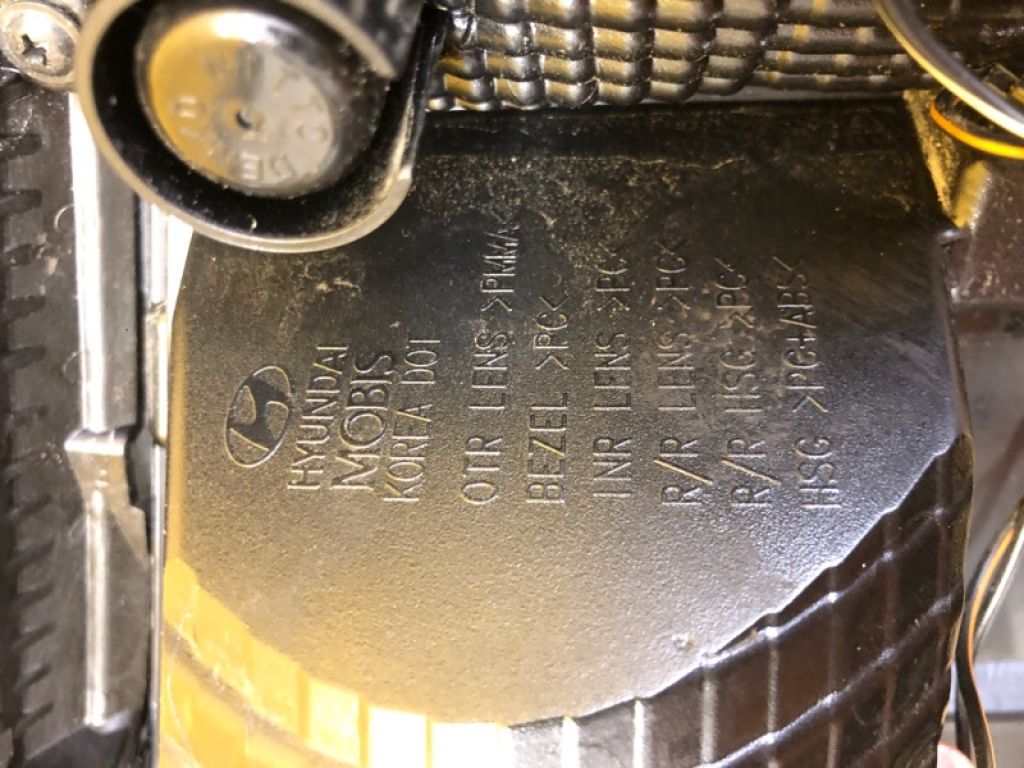 HYUNDAI
MOBIS
KOREA DOT
OTR LENS >PMMA<
BEZEL >PC<
INR LENS >PC<
R/R LENS >PC<
R/R HSG >PC<
HSG >PC+ABS<